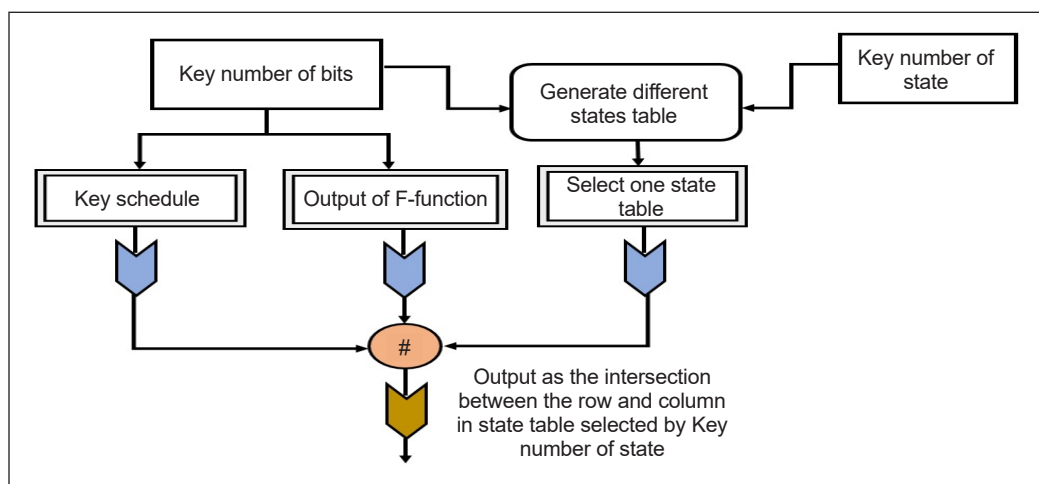 Key number of bits
Generate different
states table
Key number of
state
Key schedule
Output of F-function
Select one state
table
#
Output as the intersection
between the row and column
in state table selected by Key
number of state